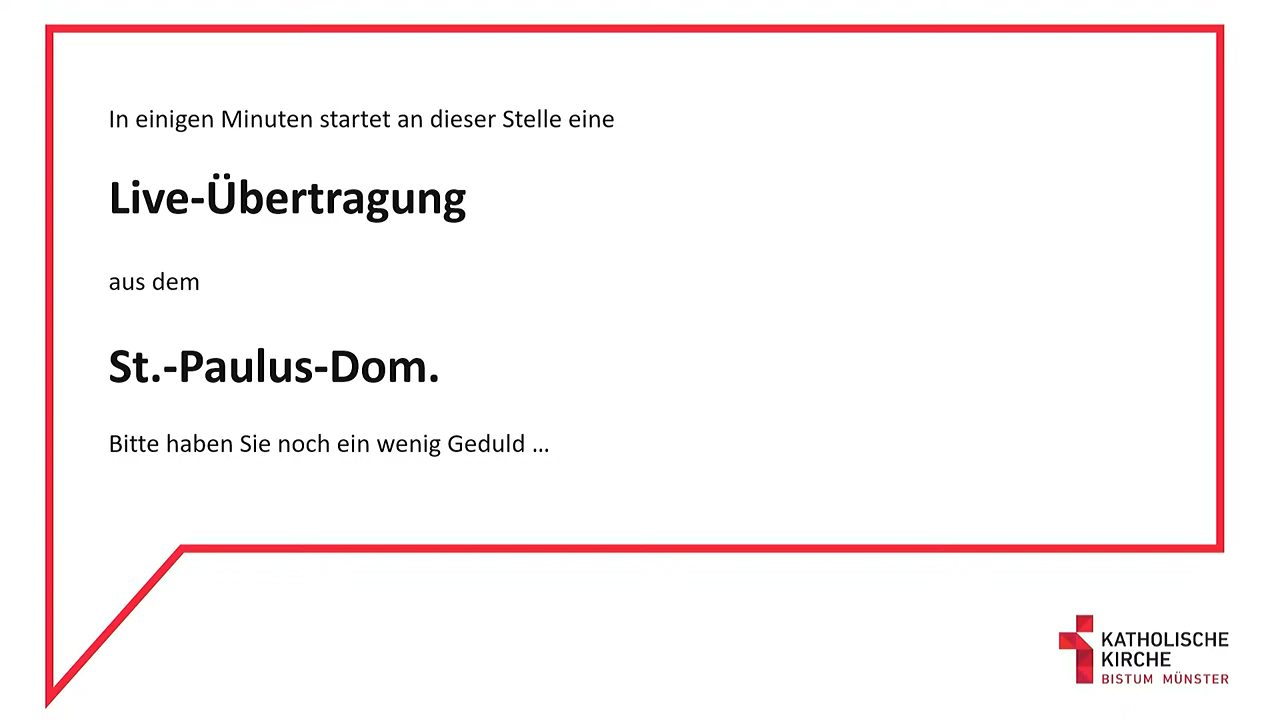 In einigen Minuten startet an dieser Stelle eine
Live-Übertragung
aus dem
St.-Paulus-Dom.
Bitte haben Sie noch ein wenig Geduld ...
KATHOLISCHE
KIRCHE
BISTUM MÜNSTER